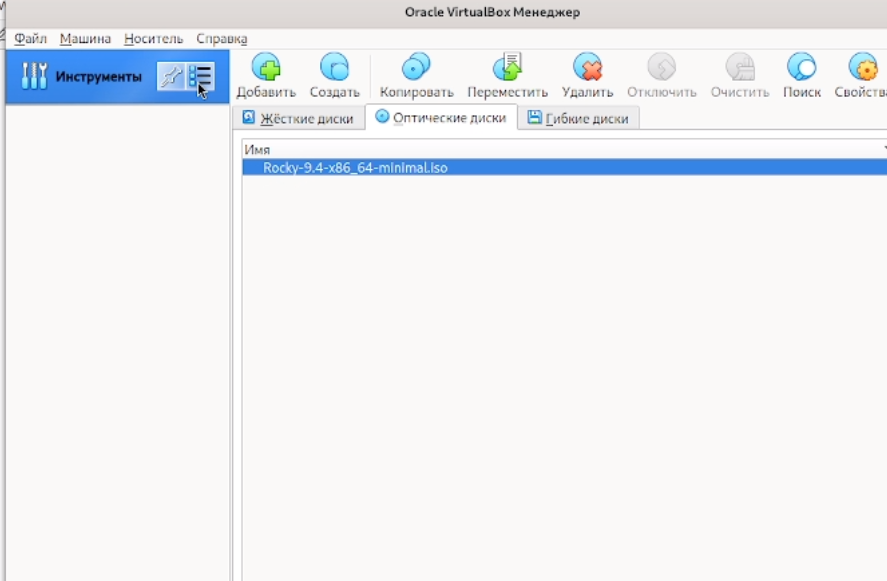 Oracle VirtualBox Менеджер
Файл Машина Носитель Справка
Инструменты
Добавить Создать Копировать Переместить Удалить Отключить Очистить Поиск Свойства
Жёсткие диски Оптические диски Гибкие диски
Имя
Rocky-9.4-x86_64-minimal.iso